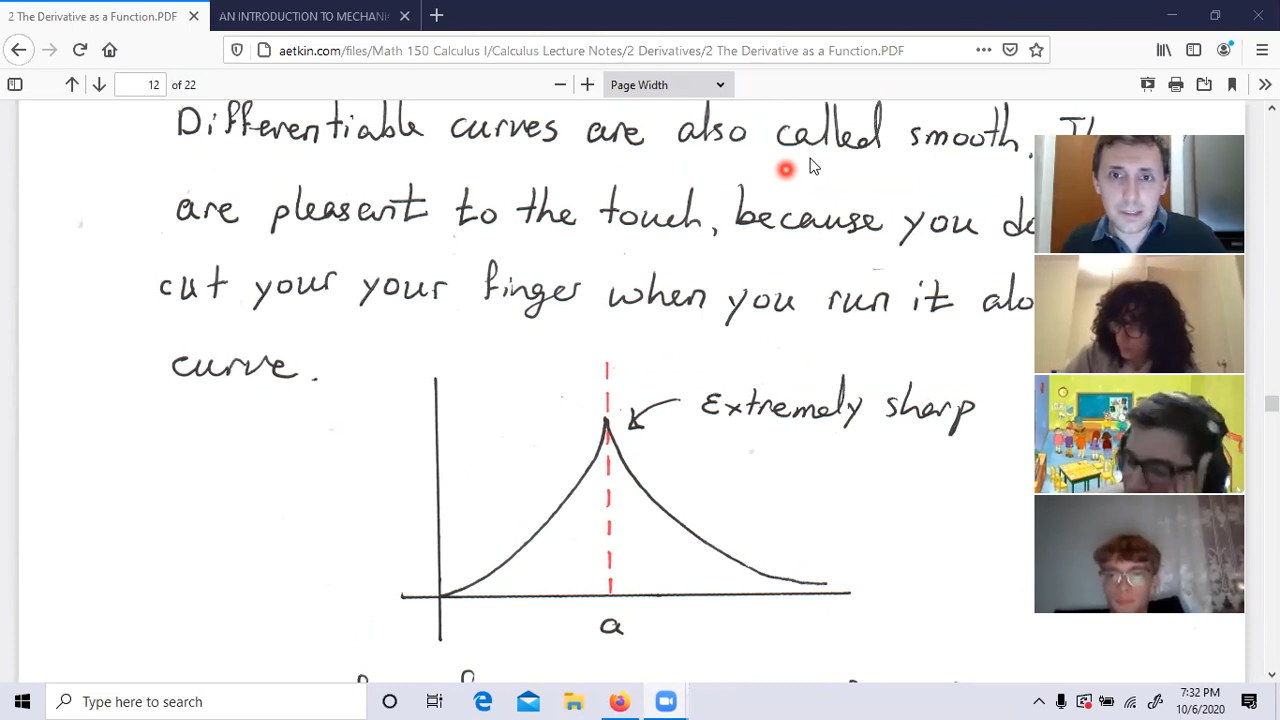 2 The Derivative as a Function.PDF
AN INTRODUCTION TO MECHANI
aetkin.com/files/Math 150 Calculus I/Calculus Lecture Notes/2 Derivatives/2 The Derivative as a Function.PDF
12 of 22
Page Width
Differentiable curves are also called smooth. Th
are pleasant to the touch, because you do
cut your your finger when you run it alo
curve.
Extremely sharp
a
Type here to search
7:32 PM
10/6/2020